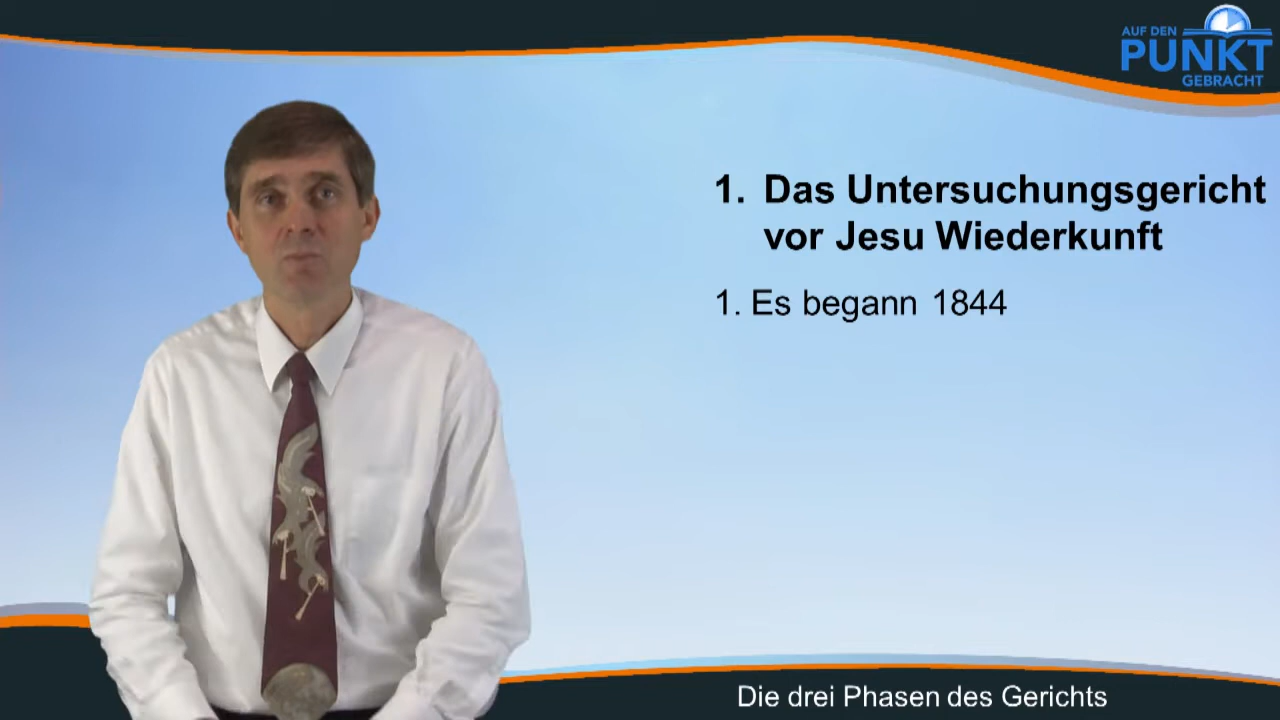 AUF DEN
PUNKT
GEBRACHT
1. Das Untersuchungsgericht
vor Jesu Wiederkunft
1. Es begann 1844
Die drei Phasen des Gerichts